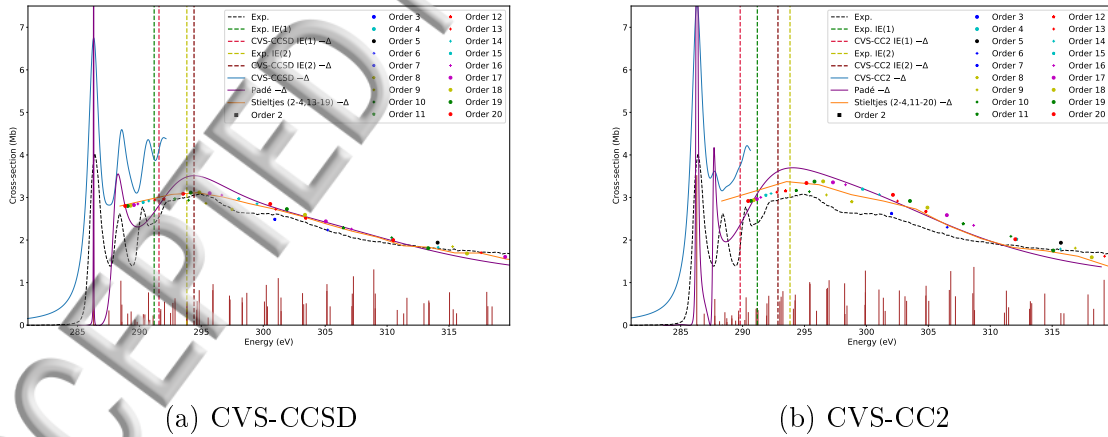 Exp.
Exp. IE(1)
CVS-CCSD IE(1) −Δ
Exp. IE(2)
CVS-CCSD IE(2) −Δ
CVS-CCSD −Δ
Padé −Δ
Stieltjes (2-4,13-19) −Δ
Order 2
Order 3
Order 4
Order 5
Order 6
Order 7
Order 8
Order 9
Order 10
Order 11
Order 12
Order 13
Order 14
Order 15
Order 16
Order 17
Order 18
Order 19
Order 20
Cross-section (Mb)
7
6
5
4
3
2
1
0
285 290 295 300 305 310 315
Energy (eV)
(a) CVS-CCSD
Exp.
Exp. IE(1)
CVS-CC2 IE(1) −Δ
Exp. IE(2)
CVS-CC2 IE(2) −Δ
CVS-CC2 −Δ
Padé −Δ
Stieltjes (2-4,11-20) −Δ
Order 2
Order 3
Order 4
Order 5
Order 6
Order 7
Order 8
Order 9
Order 10
Order 11
Order 12
Order 13
Order 14
Order 15
Order 16
Order 17
Order 18
Order 19
Order 20
Cross-section (Mb)
7
6
5
4
3
2
1
0
285 290 295 300 305 310 315
Energy (eV)
(b) CVS-CC2
CEPTED